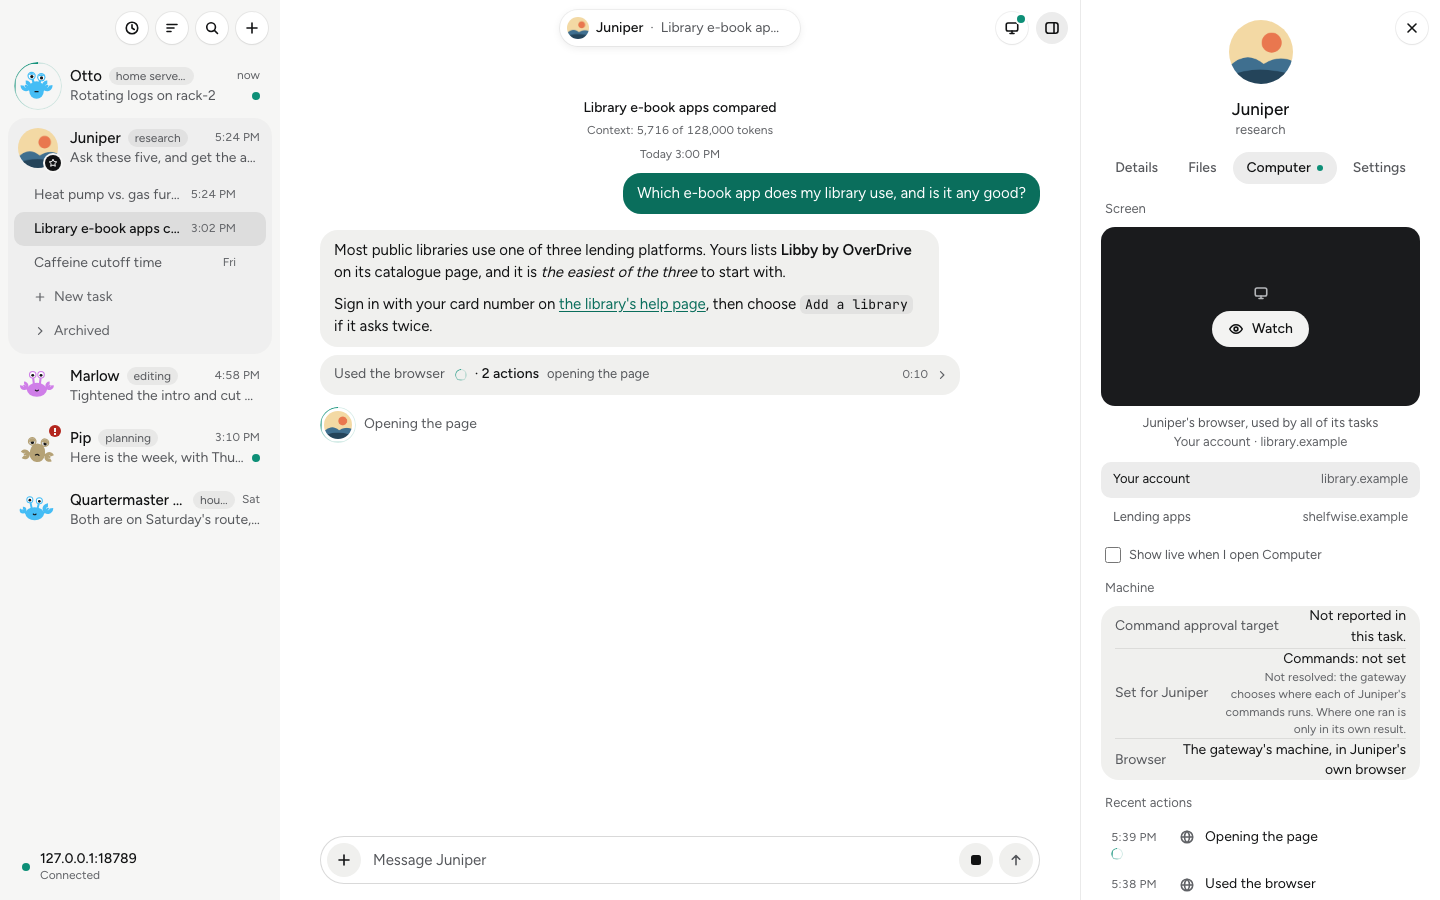 Otto home serve... now
Rotating logs on rack-2
Juniper research 5:24 PM
Ask these five, and get the a...
Heat pump vs. gas fur... 5:24 PM
Library e-book apps c... 3:02 PM
Caffeine cutoff time Fri
+ New task
> Archived
Marlow editing 4:58 PM
Tightened the intro and cut ...
Pip planning 3:10 PM
Here is the week, with Thu...
Quartermaster ... hou... Sat
Both are on Saturday's route,...
127.0.0.1:18789
Connected
Juniper · Library e-book ap...
Library e-book apps compared
Context: 5,716 of 128,000 tokens
Today 3:00 PM
Which e-book app does my library use, and is it any good?
Most public libraries use one of three lending platforms. Yours lists Libby by OverDrive
on its catalogue page, and it is the easiest of the three to start with.
Sign in with your card number on the library's help page, then choose Add a library
if it asks twice.
Used the browser · 2 actions opening the page 0:10
Opening the page
Message Juniper
Juniper
research
Details Files Computer Settings
Screen
Watch
Juniper's browser, used by all of its tasks
Your account · library.example
Your account library.example
Lending apps shelfwise.example
Show live when I open Computer
Machine
Command approval target Not reported in
this task.
Set for Juniper Commands: not set
Not resolved: the gateway
chooses where each of Juniper's
commands runs. Where one ran is
only in its own result.
Browser The gateway's machine, in Juniper's
own browser
Recent actions
5:39 PM Opening the page
5:38 PM Used the browser